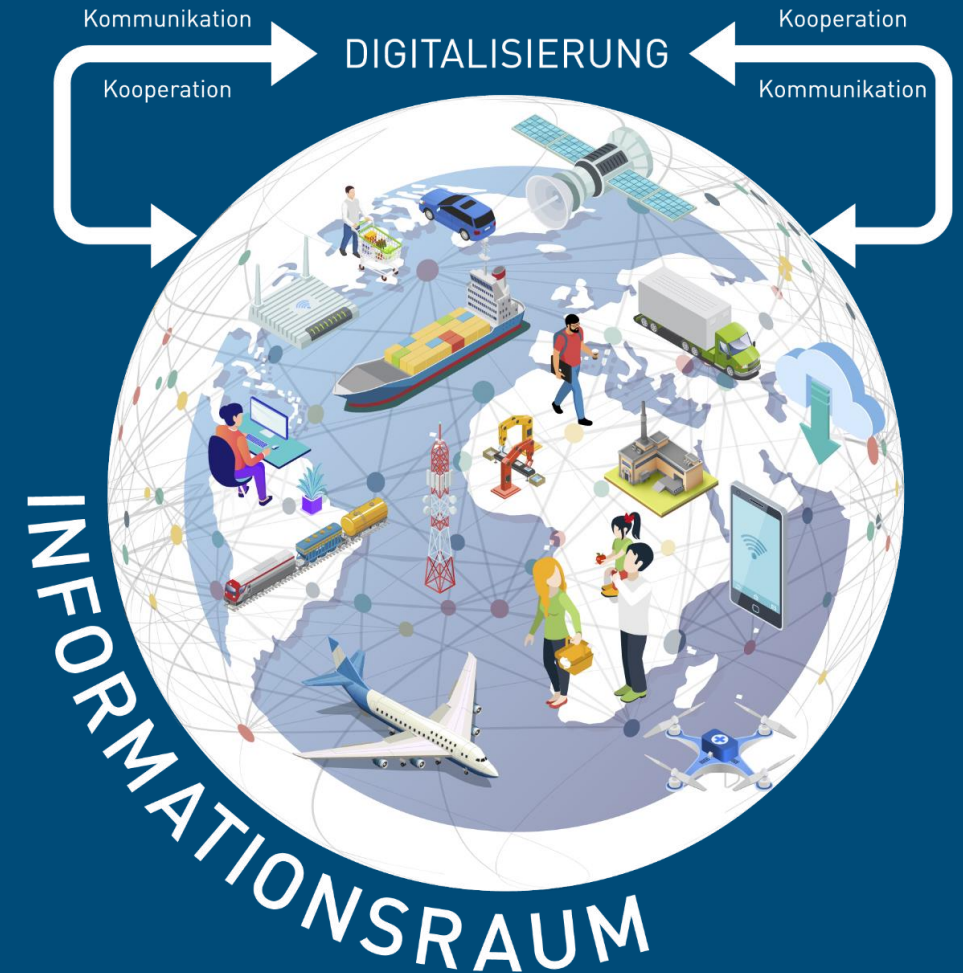 Kommunikation
Kooperation
DIGITALISIERUNG
Kooperation
Kommunikation
INFORMATIONSRAUM